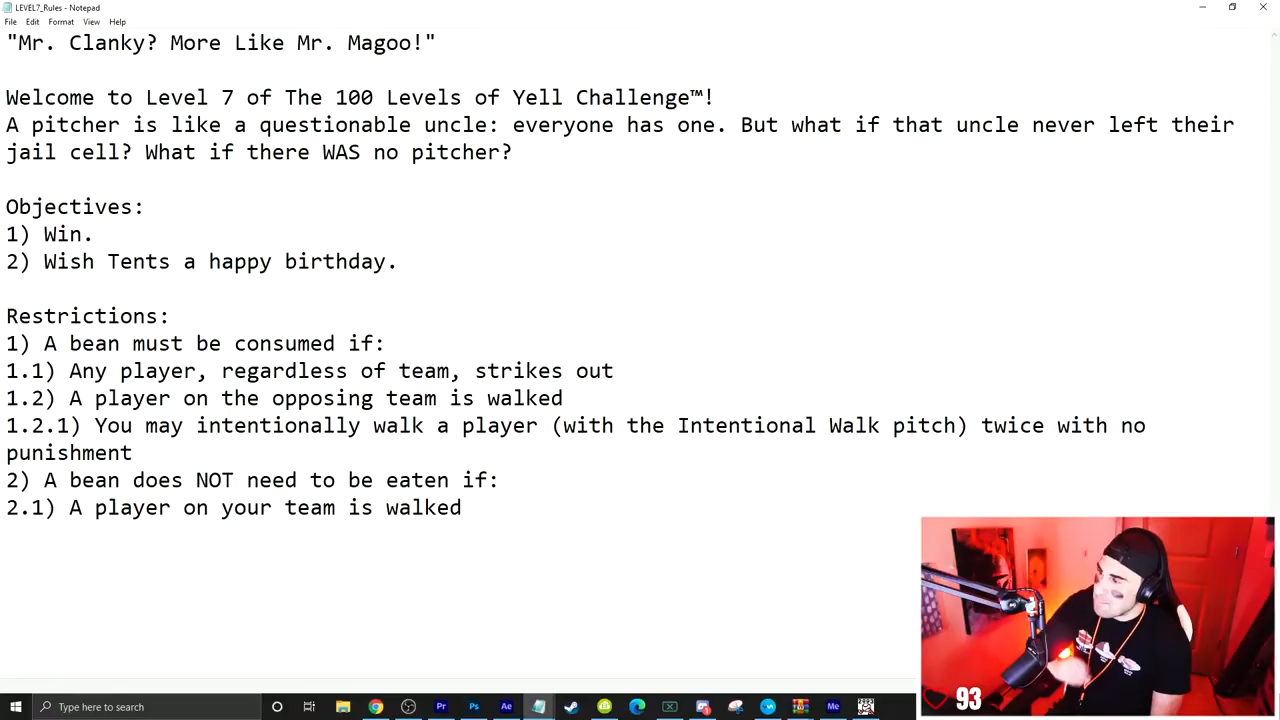 LEVEL7_Rules - Notepad
File Edit Format View Help
"Mr. Clanky? More Like Mr. Magoo!"
Welcome to Level 7 of The 100 Levels of Yell Challenge™!
A pitcher is like a questionable uncle: everyone has one. But what if that uncle never left their
jail cell? What if there WAS no pitcher?
Objectives:
1) Win.
2) Wish Tents a happy birthday.
Restrictions:
1) A bean must be consumed if:
1.1) Any player, regardless of team, strikes out
1.2) A player on the opposing team is walked
1.2.1) You may intentionally walk a player (with the Intentional Walk pitch) twice with no
punishment
2) A bean does NOT need to be eaten if:
2.1) A player on your team is walked
93
Type here to search
Pr Ps Ae Me